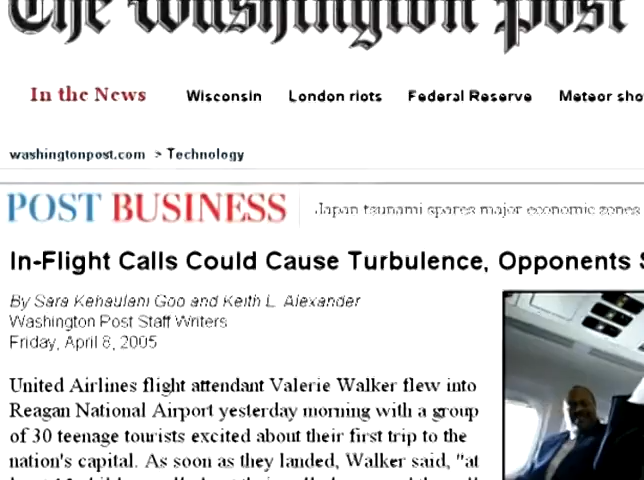 The Washington Post
In the News Wisconsin London riots Federal Reserve Meteor
washingtonpost.com > Technology
POST BUSINESS Japan tsunami spares major economic zones
In-Flight Calls Could Cause Turbulence, Opponents
By Sara Kehaulani Goo and Keith L. Alexander
Washington Post Staff Writers
Friday, April 8, 2005
United Airlines flight attendant Valerie Walker flew into
Reagan National Airport yesterday morning with a group
of 30 teenage tourists excited about their first trip to the
nation's capital. As soon as they landed, Walker said, "at